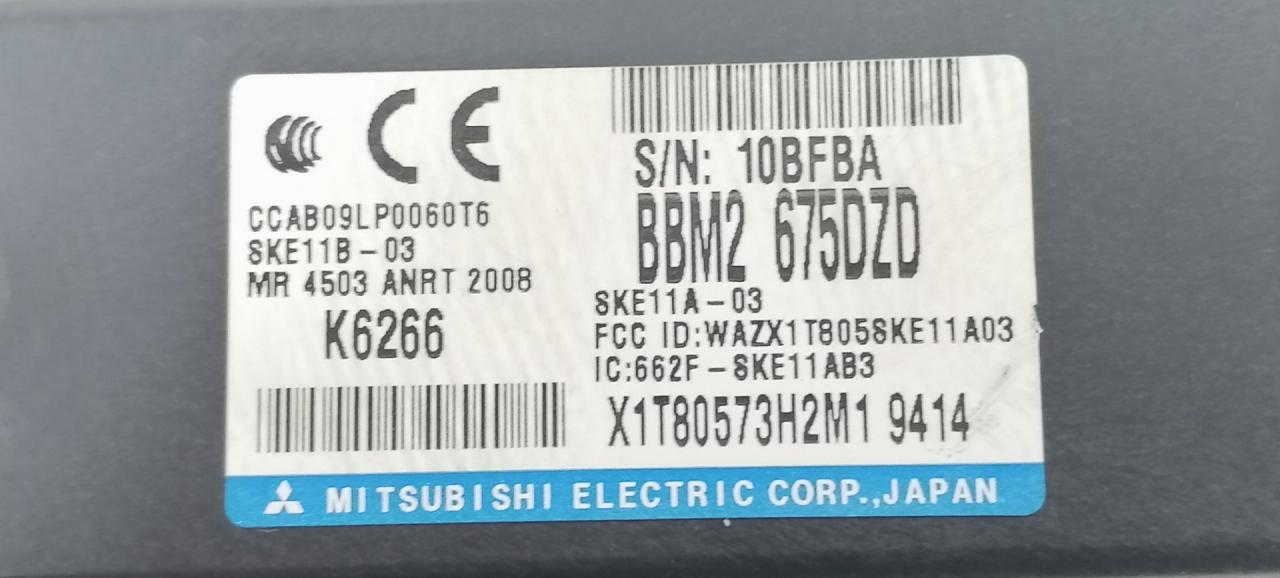 CCC CE
CCAB09LP0060T6
SKE11B-03
MR 4503 ANRT 2008
K6266
S/N: 10BFBA
BBM2 675DZD
SKE11A-03
FCC ID:WAZX1T805SKE11A03
IC:662F-SKE11AB3
X1T80573H2M1 9414
MITSUBISHI ELECTRIC CORP.,JAPAN